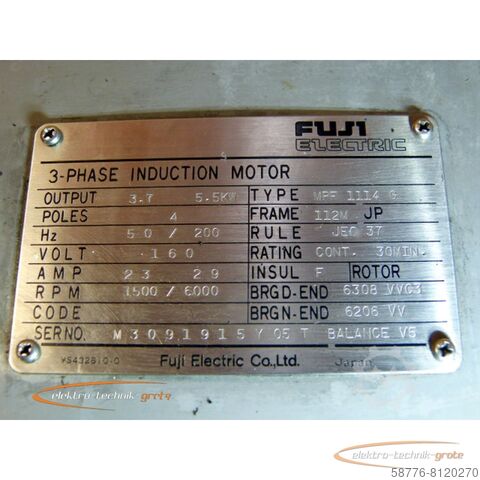 FUJI
ELECTRIC
3-PHASE INDUCTION MOTOR
OUTPUT 3.7 5.5KW TYPE MPF 1114 G
POLES 4 FRAME 112M JP
Hz 50 / 200 RULE JEC 37
VOLT 160 RATING CONT. 30MIN.
AMP 23 29 INSUL F ROTOR
RPM 1500 / 6000 BRGD-END 6308 VVC3
CODE BRGN-END 6206 VV
SER NO. M3091915Y05T BALANCE V5
YS432810-0 Fuji Electric Co.,Ltd. Japan
elektro-technik-grote
elektro-technik-grote
58776-8120270